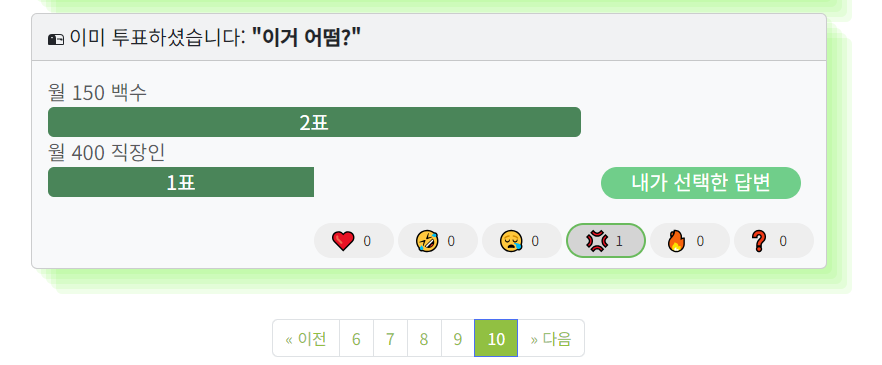 이미 투표하셨습니다: "이거 어떰?"
월 150 백수
2표
월 400 직장인
1표 내가 선택한 답변
0 0 0 1 0 0
« 이전 6 7 8 9 10 » 다음